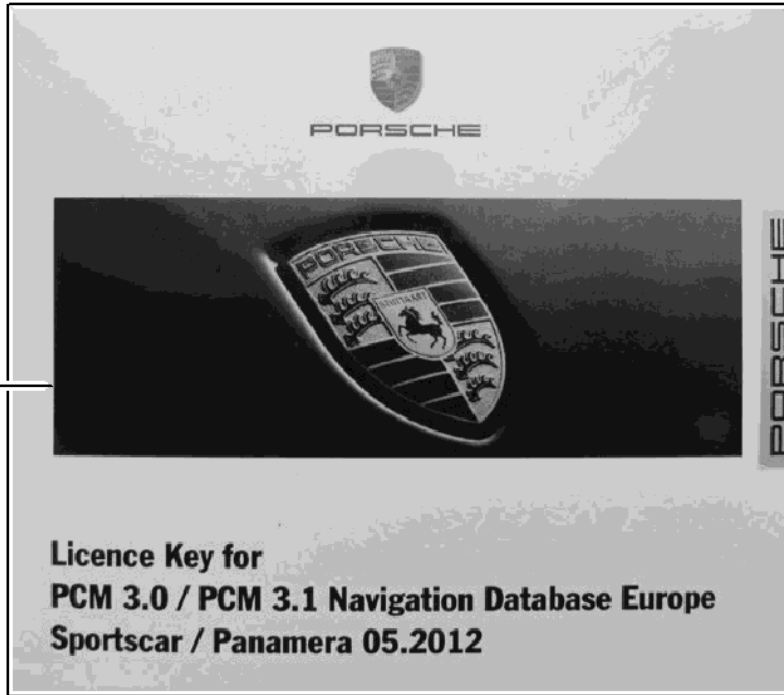 PORSCHE
PORSCHE
STUTTGART
PORSCHE
Licence Key for
PCM 3.0 / PCM 3.1 Navigation Database Europe
Sportscar / Panamera 05.2012